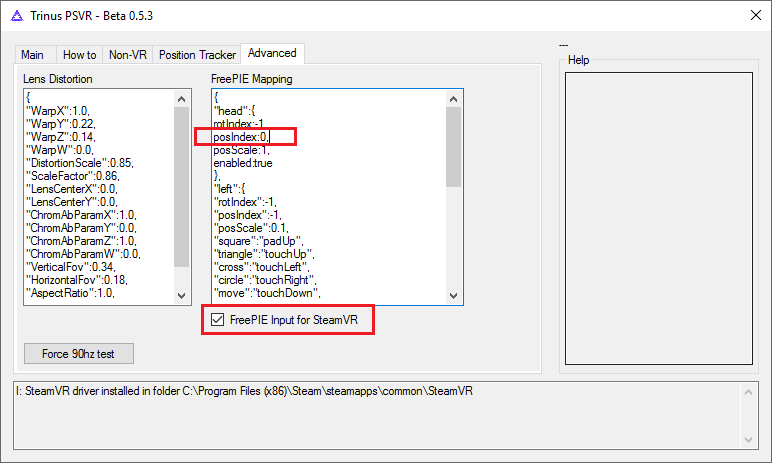 Trinus PSVR - Beta 0.5.3
Main
How to
Non-VR
Position Tracker
Advanced
---
Help
Lens Distortion
{
"WarpX":1.0,
"WarpY":0.22,
"WarpZ":0.14,
"WarpW":0.0,
"DistortionScale":0.85,
"ScaleFactor":0.86,
"LensCenterX":0.0,
"LensCenterY":0.0,
"ChromAbParamX":1.0,
"ChromAbParamY":0.0,
"ChromAbParamZ":1.0,
"ChromAbParamW":0.0,
"VerticalFov":0.34,
"HorizontalFov":0.18,
"AspectRatio":1.0,
FreePIE Mapping
{
"head":{
rotIndex:-1,
posIndex:0,
posScale:1,
enabled:true
},
"left":{
"rotIndex":-1,
"posIndex":-1,
"posScale":0.1,
"square":"padUp",
"triangle":"touchUp",
"cross":"touchLeft",
"circle":"touchRight",
"move":"touchDown",
FreePIE Input for SteamVR
Force 90hz test
I: SteamVR driver installed in folder C:\Program Files (x86)\Steam\steamapps\common\SteamVR